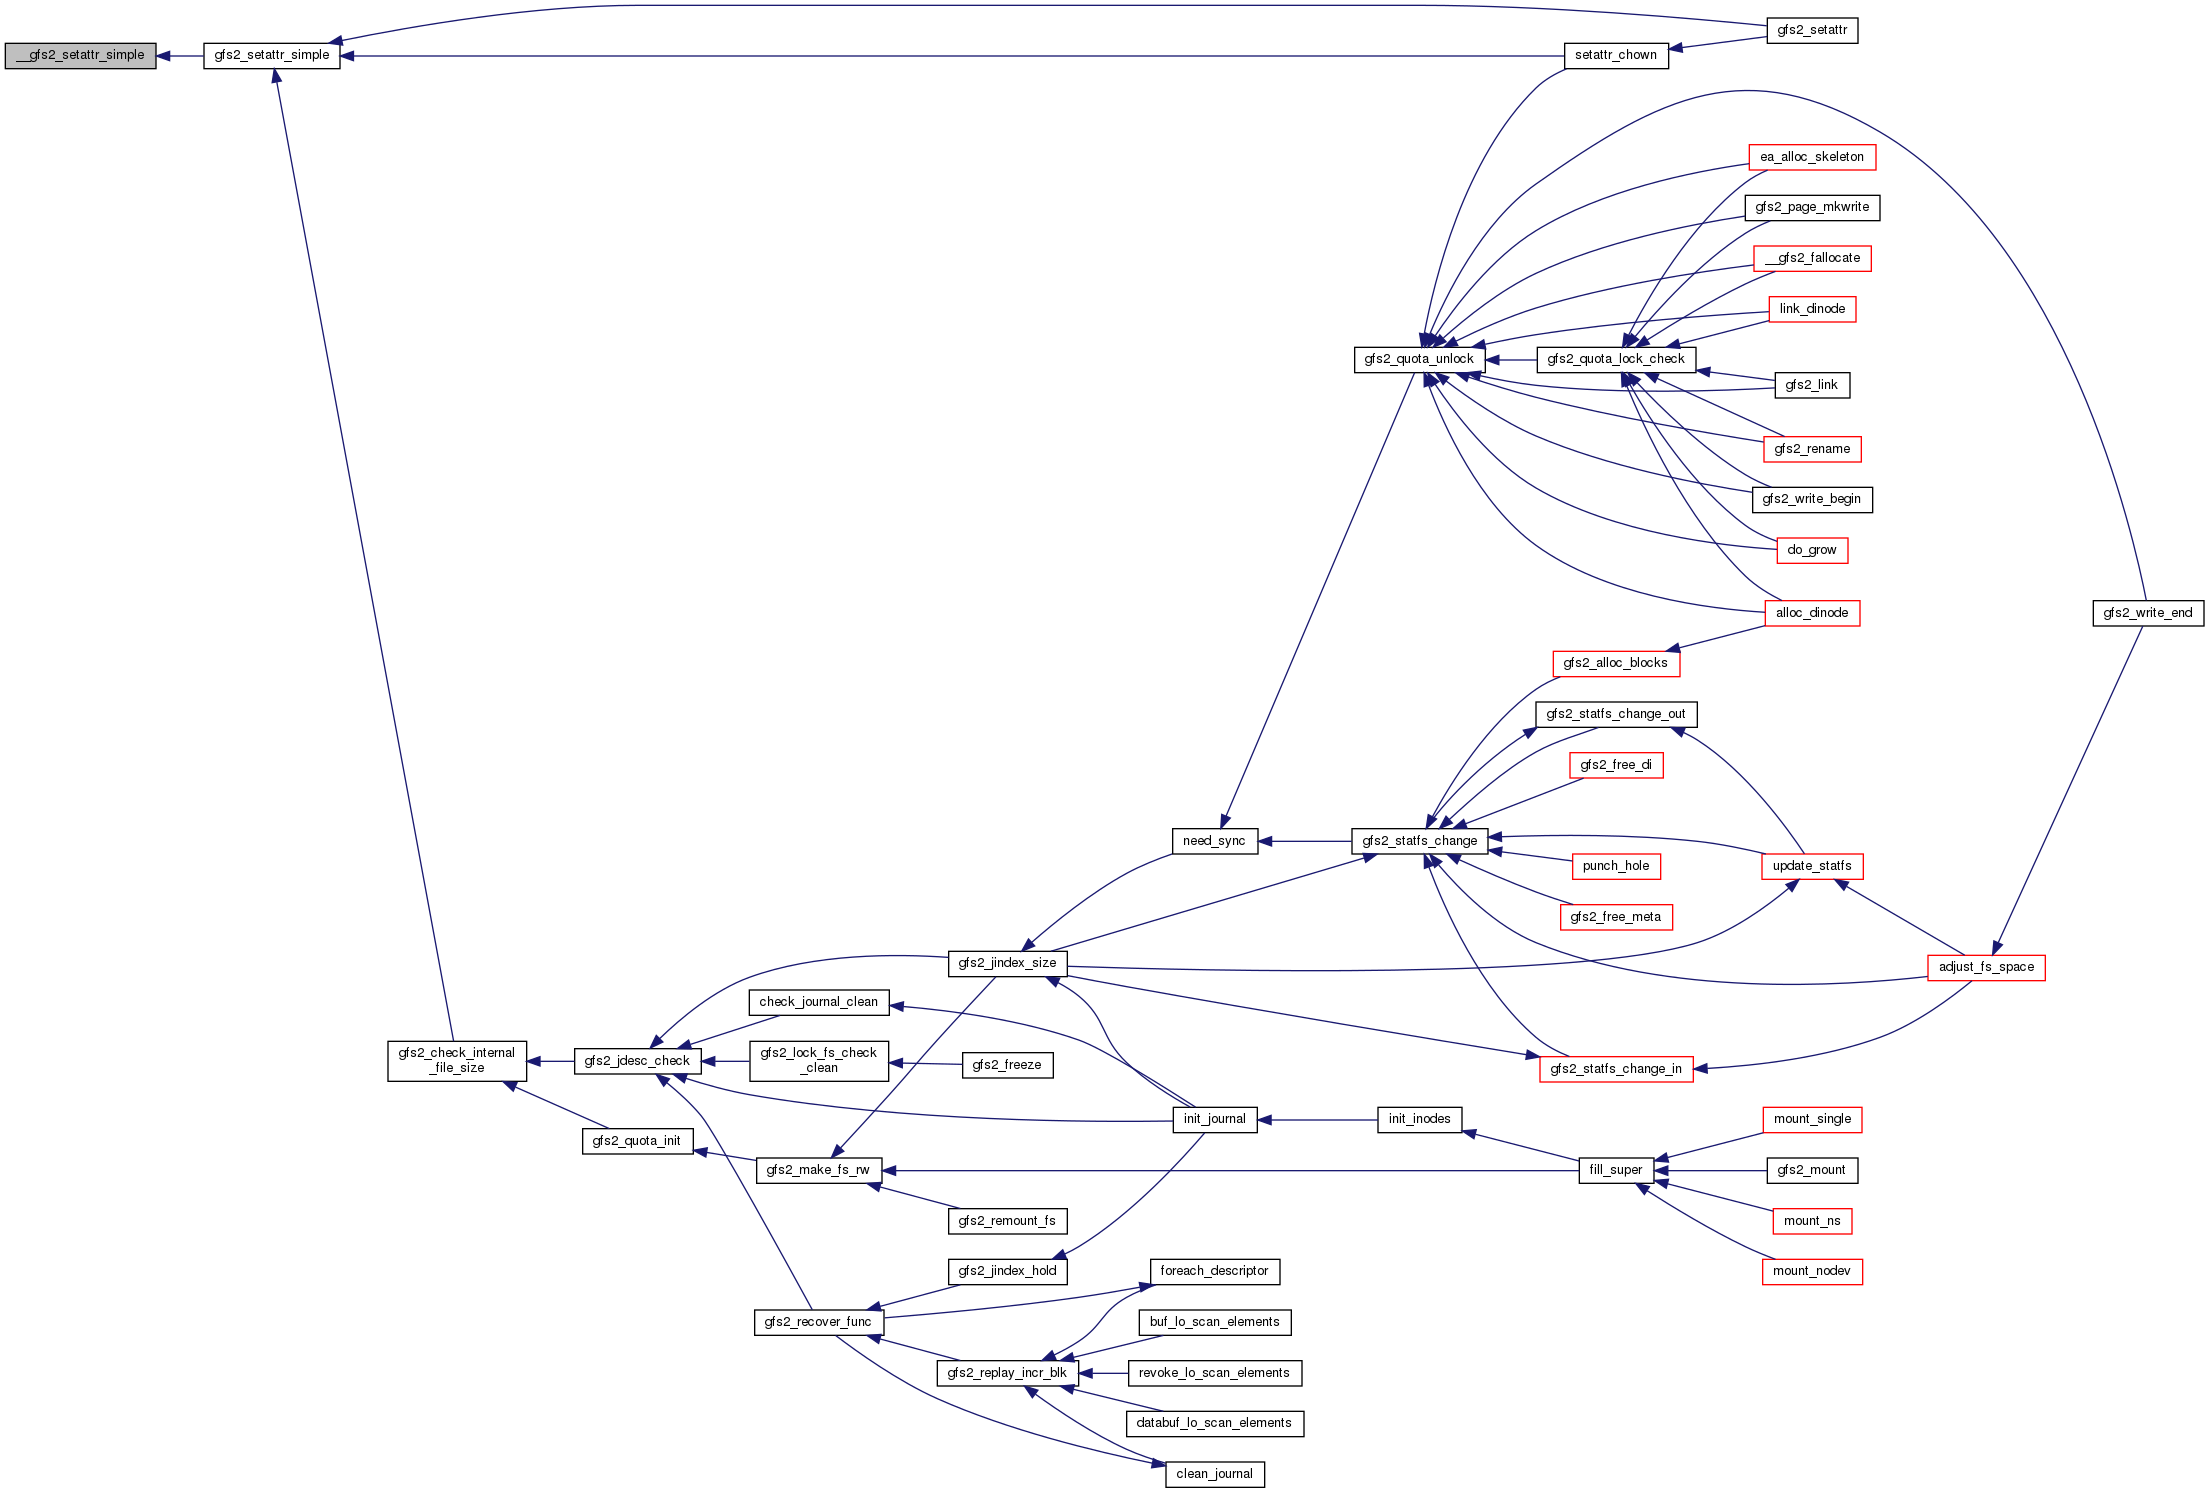 __gfs2_setattr_simple
gfs2_setattr_simple
gfs2_setattr
setattr_chown
ea_alloc_skeleton
gfs2_page_mkwrite
__gfs2_fallocate
link_dinode
gfs2_quota_unlock
gfs2_quota_lock_check
gfs2_link
gfs2_rename
gfs2_write_begin
do_grow
alloc_dinode
gfs2_write_end
gfs2_alloc_blocks
gfs2_statfs_change_out
gfs2_free_di
need_sync
gfs2_statfs_change
update_statfs
punch_hole
gfs2_free_meta
gfs2_jindex_size
adjust_fs_space
check_journal_clean
gfs2_check_internal
_file_size
gfs2_jdesc_check
gfs2_lock_fs_check
_clean
gfs2_freeze
gfs2_statfs_change_in
init_journal
init_inodes
mount_single
gfs2_quota_init
gfs2_make_fs_rw
fill_super
gfs2_mount
gfs2_remount_fs
mount_ns
gfs2_jindex_hold
foreach_descriptor
mount_nodev
gfs2_recover_func
buf_lo_scan_elements
gfs2_replay_incr_blk
revoke_lo_scan_elements
databuf_lo_scan_elements
clean_journal